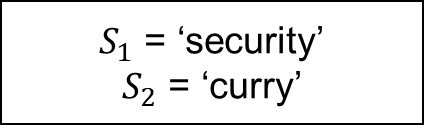 S₁ = ‘security’
S₂ = ‘curry’